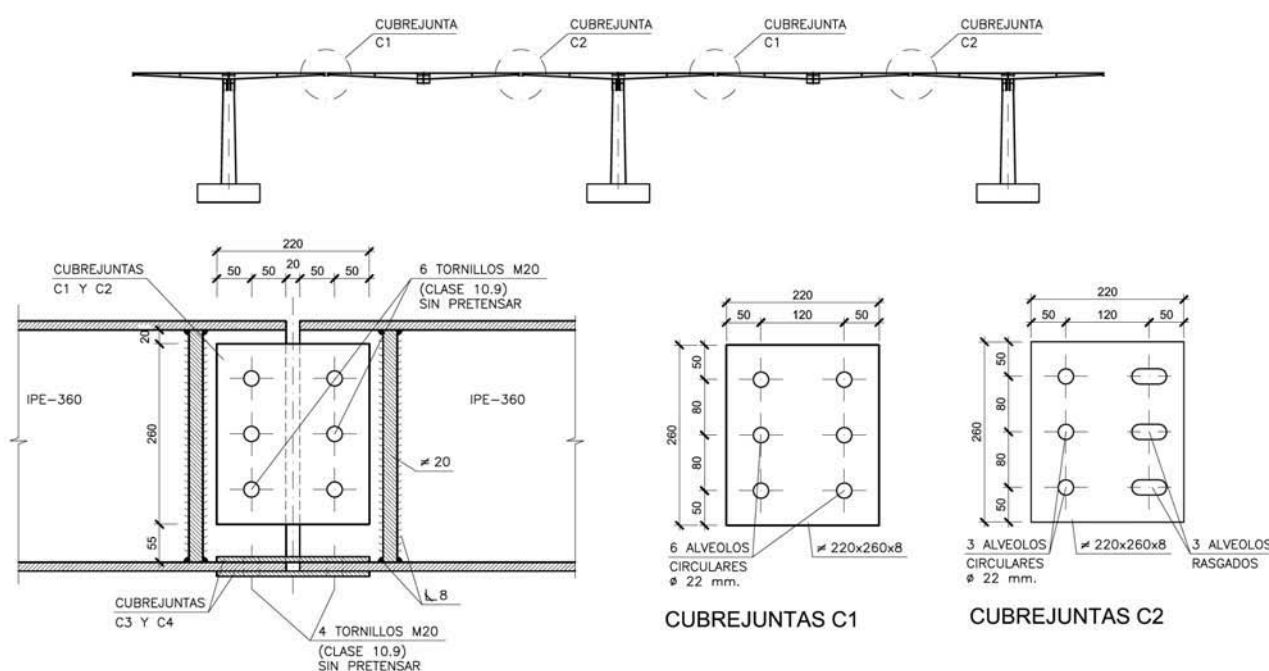 CUBREJUNTA
C1
CUBREJUNTA
C2
CUBREJUNTA
C1
CUBREJUNTA
C2
220
50
50
20
50
50
CUBREJUNTAS
C1 Y C2
6 TORNILLOS M20
(CLASE 10.9)
SIN PRETENSAR
20
260
55
IPE-360
IPE-360
≠ 20
8
CUBREJUNTAS
C3 Y C4
4 TORNILLOS M20
(CLASE 10.9)
SIN PRETENSAR
220
50
120
50
260
50
80
80
50
6 ALVEOLOS
CIRCULARES
ø 22 mm.
≠ 220x260x8
CUBREJUNTAS C1
220
50
120
50
260
50
80
80
50
3 ALVEOLOS
CIRCULARES
ø 22 mm.
≠ 220x260x8
3 ALVEOLOS
RASGADOS
CUBREJUNTAS C2